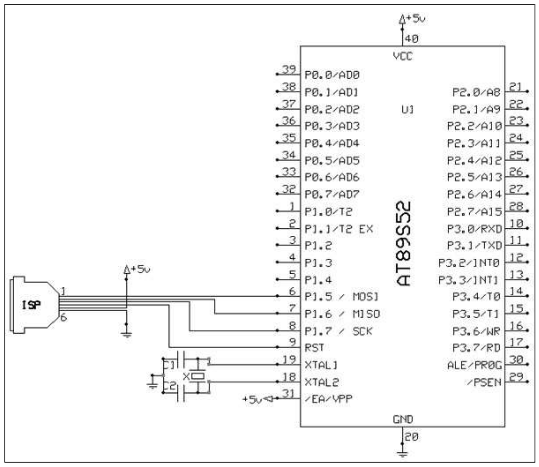 +5v
40
VCC
39 P0.0/AD0
38 P0.1/AD1 P2.0/A8 21
37 P0.2/AD2 U1 P2.1/A9 22
36 P0.3/AD3 P2.2/A10 23
35 P0.4/AD4 P2.3/A11 24
34 P0.5/AD5 P2.4/A12 25
33 P0.6/AD6 P2.5/A13 26
32 P0.7/AD7 P2.6/A14 27
1 P1.0/T2 P2.7/A15 28
2 P1.1/T2 EX P3.0/RXD 10
3 P1.2 P3.1/TXD 11
4 P1.3 P3.2/INT0 12
5 P1.4 P3.3/INT1 13
6 P1.5 / MOSI P3.4/T0 14
7 P1.6 / MISO P3.5/T1 15
8 P1.7 / SCK P3.6/WR 16
9 RST P3.7/RD 17
19 XTAL1 ALE/PROG 30
18 XTAL2 /PSEN 29
31 /EA/VPP
AT89S52
+5v
1
ISP
6
C1
X
C2
+5v
GND
20